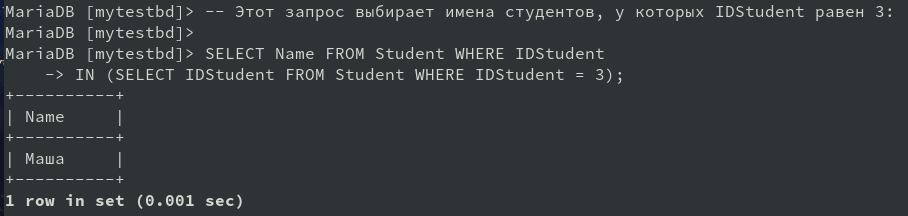 MariaDB [mytestbd]> -- Этот запрос выбирает имена студентов, у которых IDStudent равен 3:
MariaDB [mytestbd]>
MariaDB [mytestbd]> SELECT Name FROM Student WHERE IDStudent
    -> IN (SELECT IDStudent FROM Student WHERE IDStudent = 3);
+----------+
| Name     |
+----------+
| Маша     |
+----------+
1 row in set (0.001 sec)